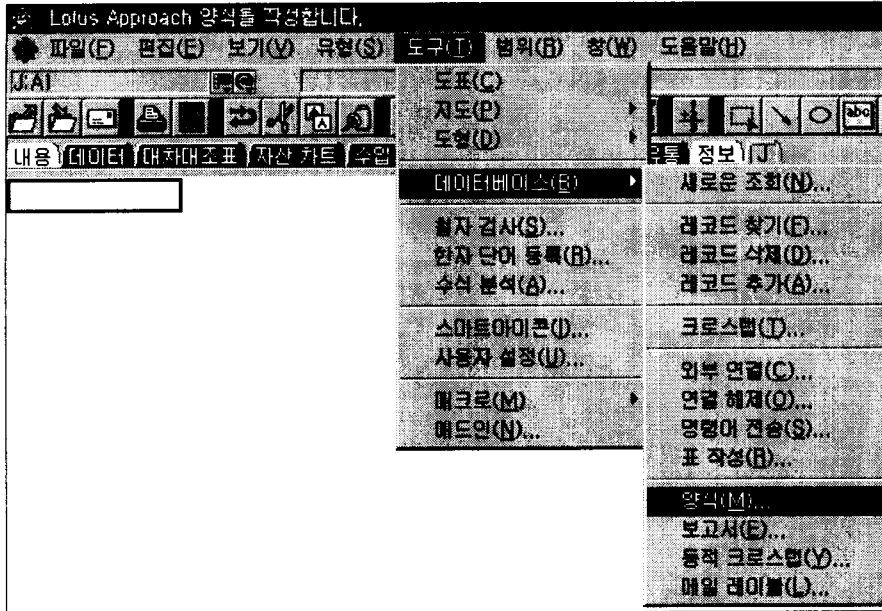 Lotus Approach 양식을 작성합니다.
파일(F) 편집(E) 보기(V) 유형(S) 도구(T) 범위(R) 창(W) 도움말(H)
J:A1
내용 데이터 대차대조표 자산 차트 수입 정보 J
도표(C)
지도(P)
도형(D)
데이터베이스(B)
철자 검사(S)...
한자 단어 등록(R)...
수식 분석(A)...
스마트아이콘(I)...
사용자 설정(U)...
매크로(M)
애드인(N)...
새로운 조회(N)...
레코드 찾기(F)...
레코드 삭제(D)...
레코드 추가(A)...
크로스탭(T)...
외부 연결(C)...
연결 해제(O)...
명령어 전송(S)...
표 작성(R)...
양식(M)...
보고서(E)...
동적 크로스탭(Y)...
메일 레이블(L)...